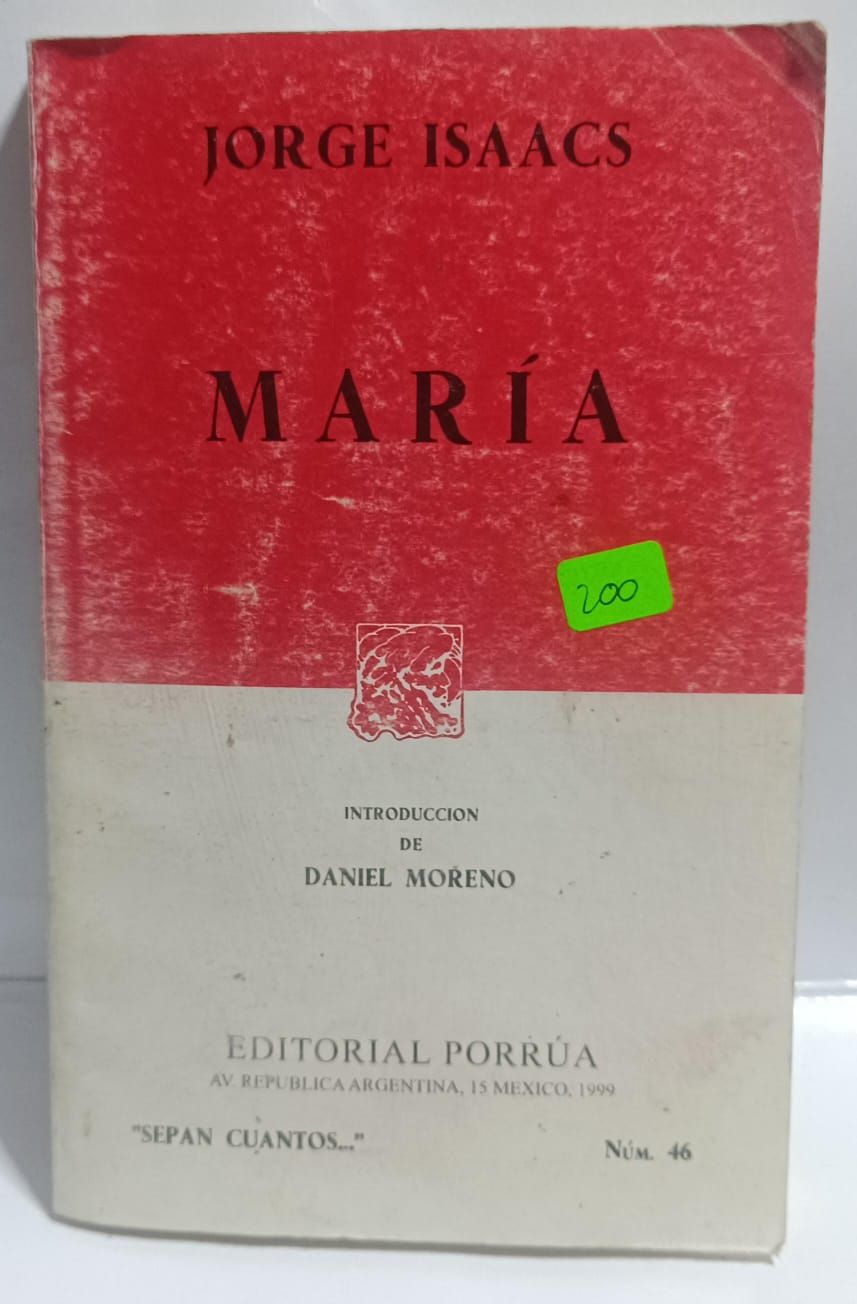 JORGE ISAACS
MARÍA
200
INTRODUCCION
DE
DANIEL MORENO
EDITORIAL PORRÚA
AV. REPUBLICA ARGENTINA, 15 MEXICO, 1999
"SEPAN CUANTOS..."
NÚM. 46